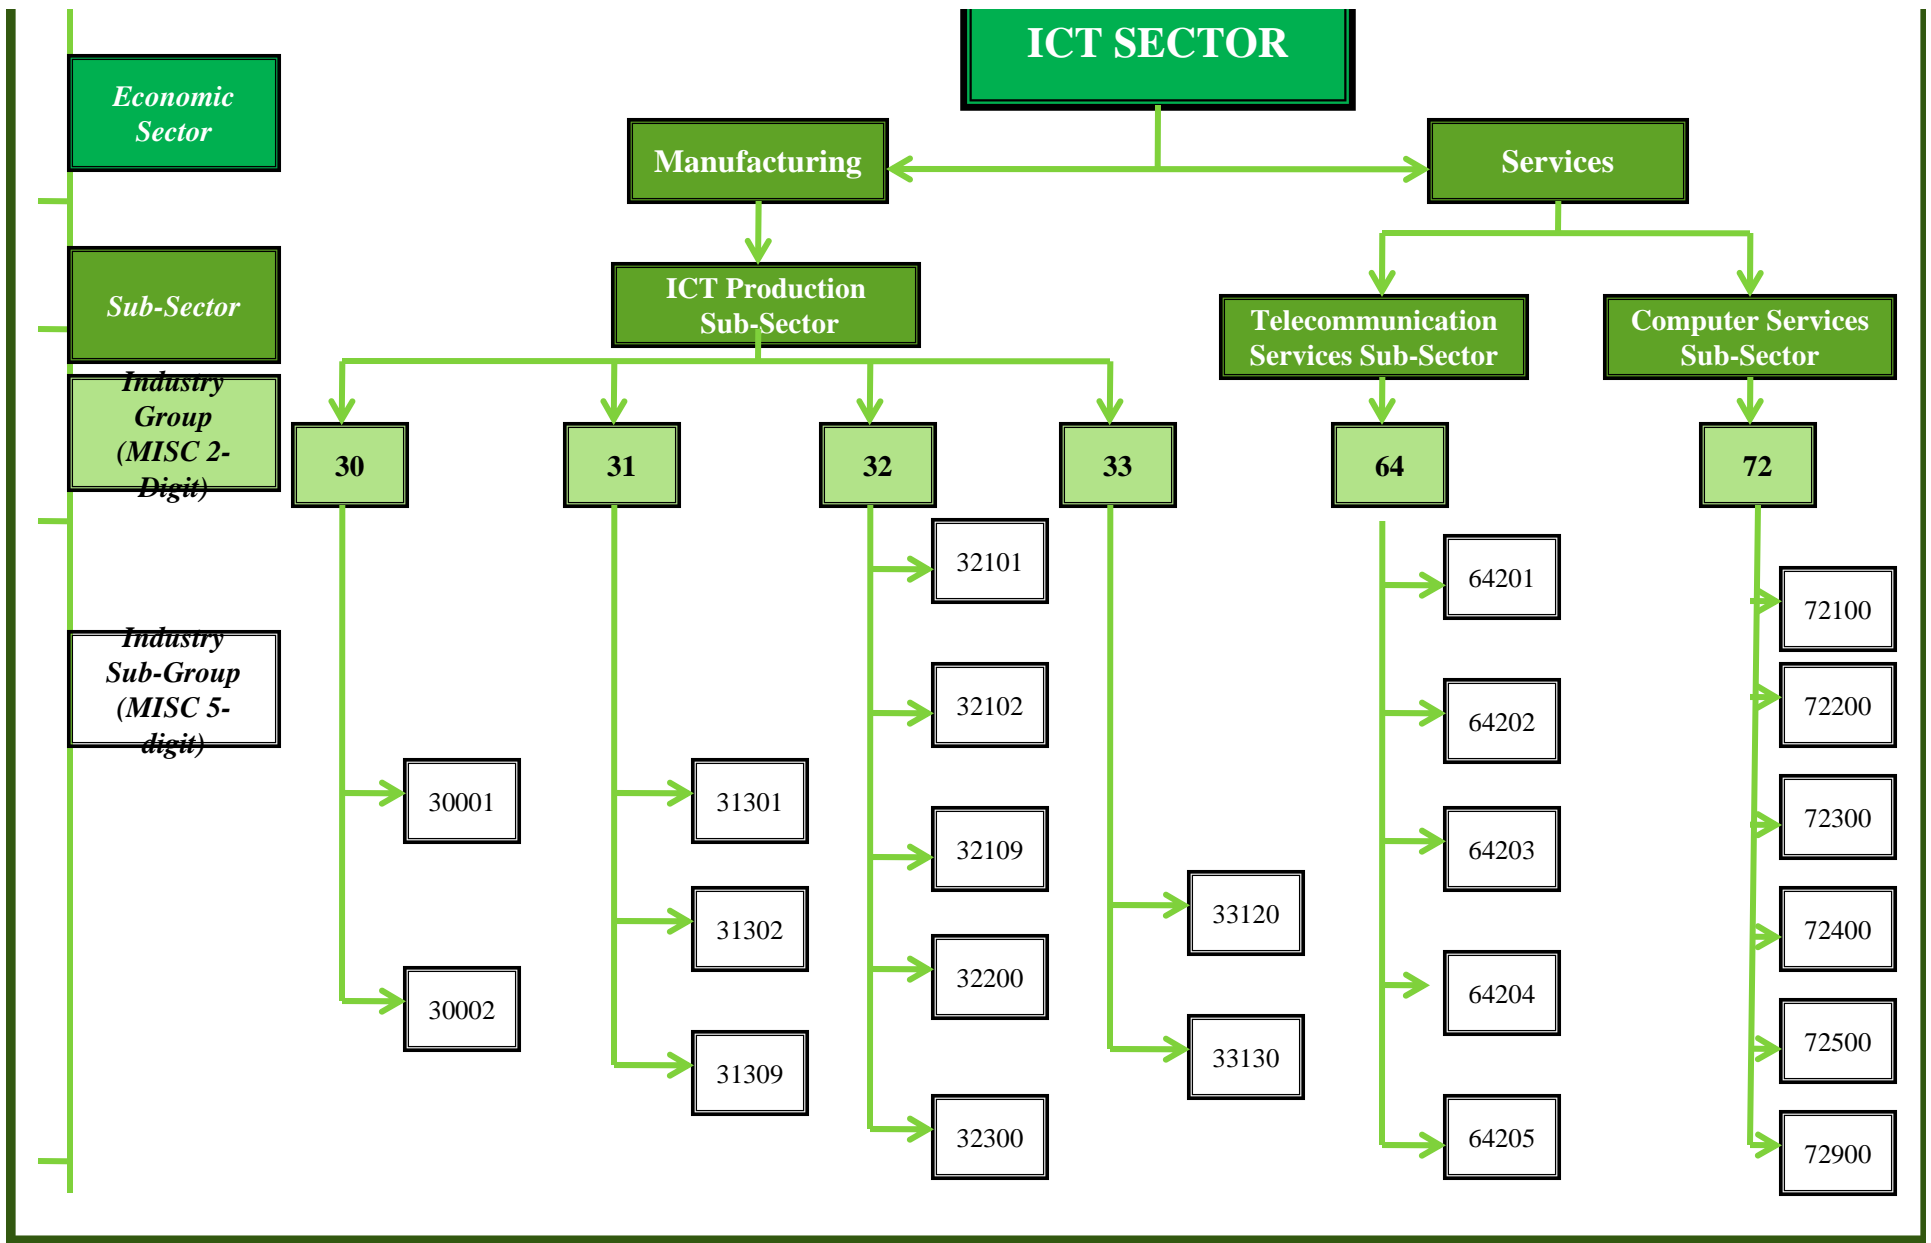 ICT SECTOR
Economic
Sector
Manufacturing
Services
Sub-Sector
ICT Production
Sub-Sector
Telecommunication
Services Sub-Sector
Computer Services
Sub-Sector
Industry
Group
(MISC 2-
Digit)
30
31
32
33
64
72
Industry
Sub-Group
(MISC 5-
digit)
30001
30002
31301
31302
31309
32101
32102
32109
32200
32300
33120
33130
64201
64202
64203
64204
64205
72100
72200
72300
72400
72500
72900